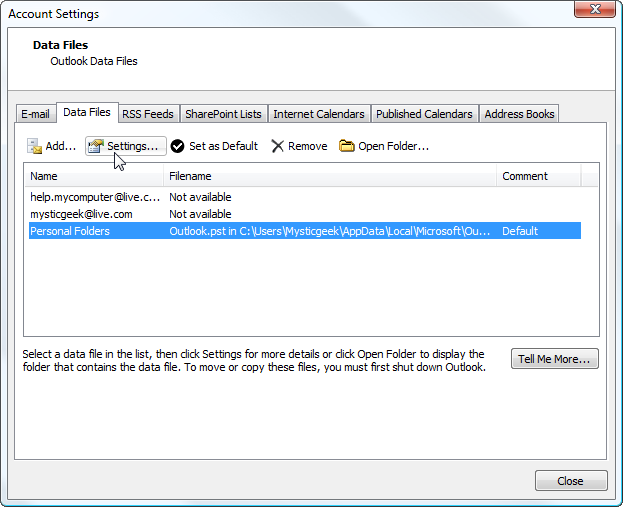 Account Settings
Data Files
Outlook Data Files
E-mail Data Files RSS Feeds SharePoint Lists Internet Calendars Published Calendars Address Books
Add... Settings... Set as Default Remove Open Folder...
Name Filename Comment
help.mycomputer@live.c... Not available
mysticgeek@live.com Not available
Personal Folders Outlook.pst in C:\Users\Mysticgeek\AppData\Local\Microsoft\Ou... Default
Select a data file in the list, then click Settings for more details or click Open Folder to display the
folder that contains the data file. To move or copy these files, you must first shut down Outlook.
Tell Me More...
Close